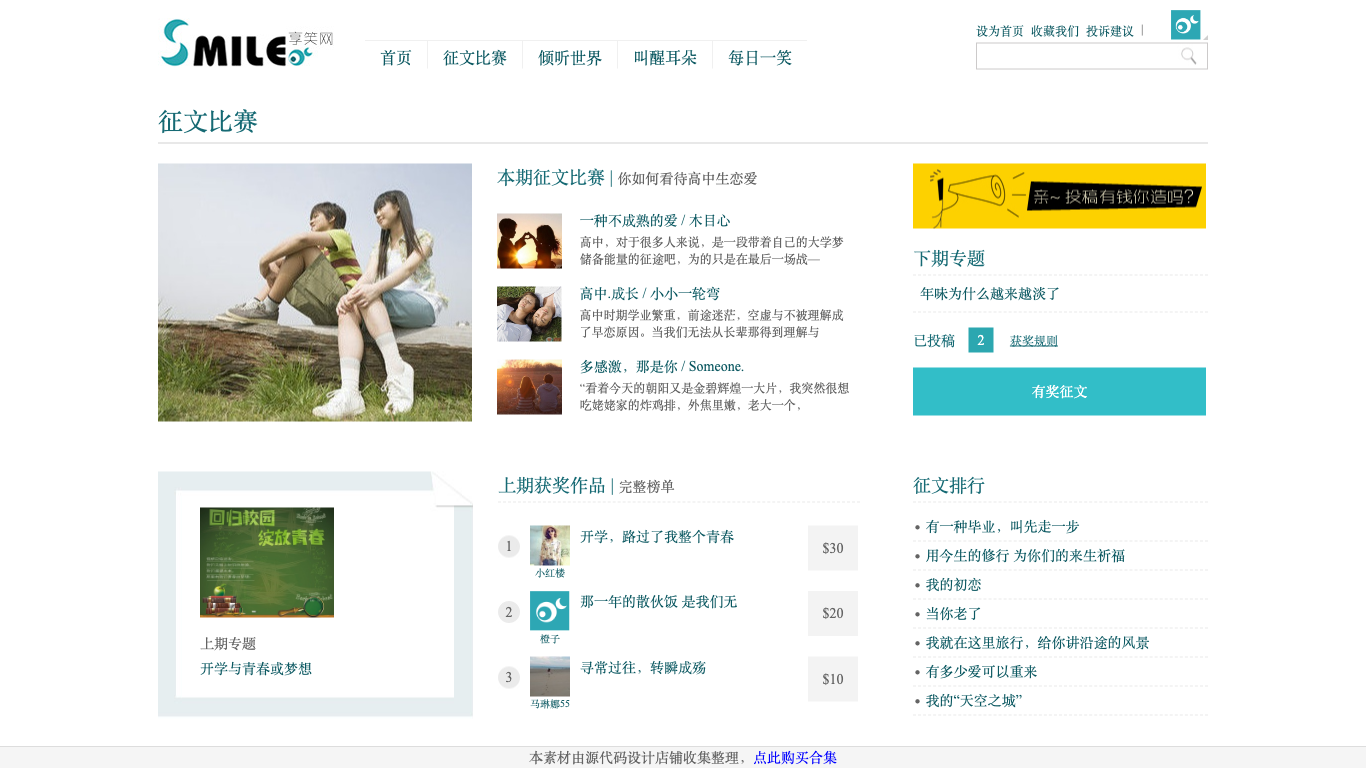 SMILE 享笑网
首页 征文比赛 倾听世界 叫醒耳朵 每日一笑
设为首页 收藏我们 投诉建议 |
征文比赛
本期征文比赛 | 你如何看待高中生恋爱
一种不成熟的爱 / 木目心
高中，对于很多人来说，是一段带着自己的大学梦
储备能量的征途吧，为的只是在最后一场战—
高中.成长 / 小小一轮弯
高中时期学业繁重，前途迷茫，空虚与不被理解成
了早恋原因。当我们无法从长辈那得到理解与
多感激，那是你 / Someone.
“看着今天的朝阳又是金碧辉煌一大片，我突然很想
吃姥姥家的炸鸡排，外焦里嫩，老大一个，
亲~ 投稿有钱你造吗?
下期专题
年味为什么越来越淡了
已投稿 2 获奖规则
有奖征文
回归校园
绽放青春
上期专题
开学与青春或梦想
上期获奖作品 | 完整榜单
1 开学，路过了我整个青春 $30
小红楼
2 那一年的散伙饭 是我们无 $20
橙子
3 寻常过往，转瞬成殇 $10
马琳娜55
征文排行
• 有一种毕业，叫先走一步
• 用今生的修行 为你们的来生祈福
• 我的初恋
• 当你老了
• 我就在这里旅行，给你讲沿途的风景
• 有多少爱可以重来
• 我的“天空之城”
本素材由源代码设计店铺收集整理，点此购买合集